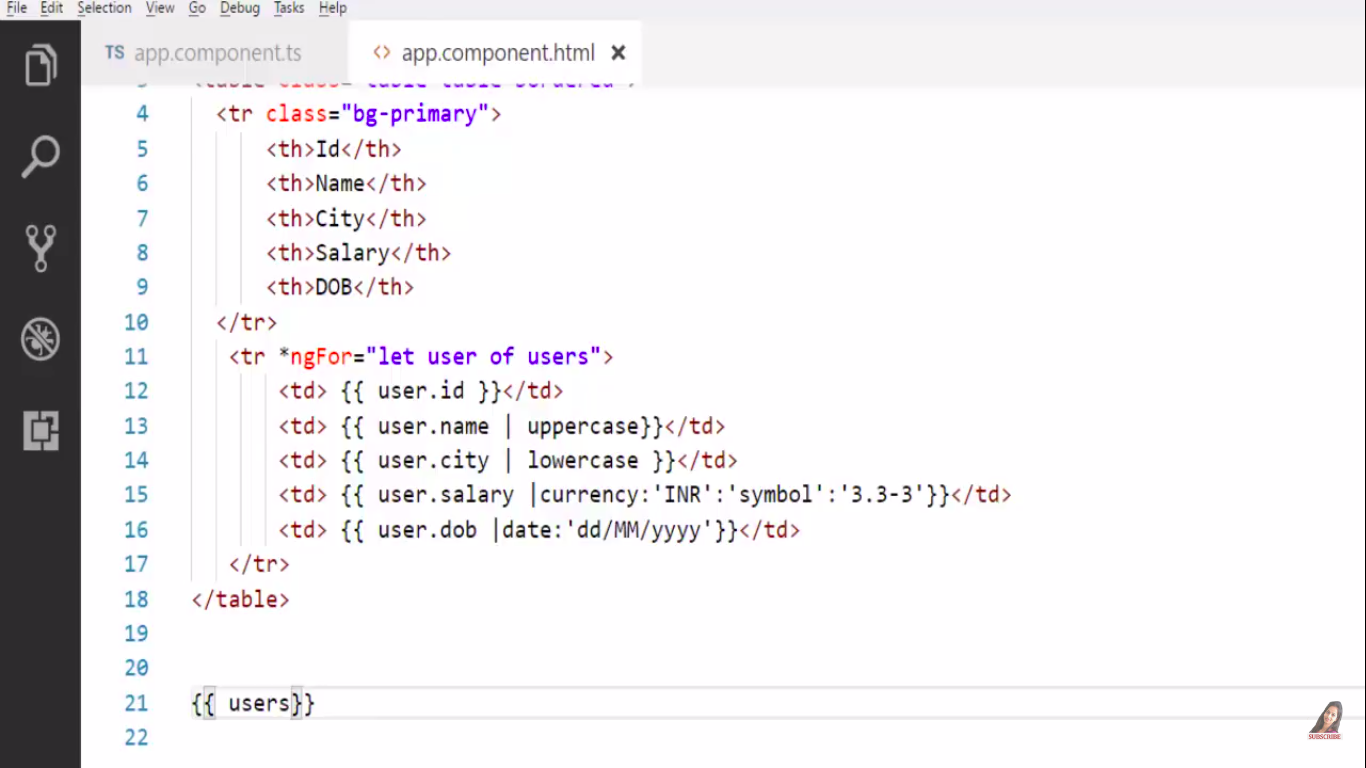 File Edit Selection View Go Debug Tasks Help
TS app.component.ts <> app.component.html ×
4 <tr class="bg-primary">
5 <th>Id</th>
6 <th>Name</th>
7 <th>City</th>
8 <th>Salary</th>
9 <th>DOB</th>
10 </tr>
11 <tr *ngFor="let user of users">
12 <td> {{ user.id }}</td>
13 <td> {{ user.name | uppercase}}</td>
14 <td> {{ user.city | lowercase }}</td>
15 <td> {{ user.salary |currency:'INR':'symbol':'3.3-3'}}</td>
16 <td> {{ user.dob |date:'dd/MM/yyyy'}}</td>
17 </tr>
18 </table>
19
20
21 {{ users}}
22
SUBSCRIBE